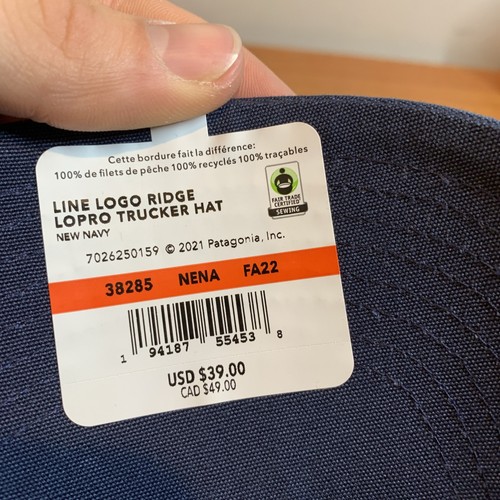 Cette bordure fait la différence:
100% de filets de pêche 100% recyclés 100% traçables
LINE LOGO RIDGE
LOPRO TRUCKER HAT
NEW NAVY
FAIR TRADE
CERTIFIED
SEWING
7026250159 © 2021 Patagonia, Inc.
38285 NENA FA22
1 94187 55453 8
USD $39.00
CAD $49.00